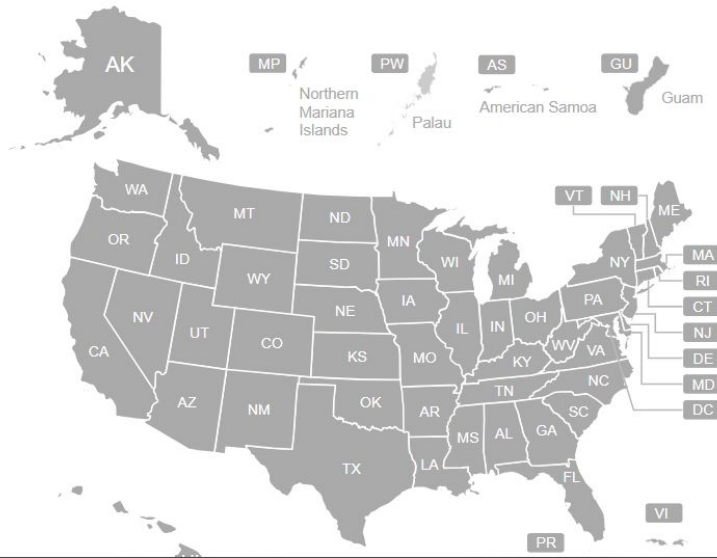 AK
MP
Northern
Mariana
Islands
PW
Palau
AS
American Samoa
GU
Guam
WA
OR
CA
NV
ID
MT
WY
UT
CO
AZ
NM
ND
SD
NE
KS
OK
TX
MN
IA
MO
AR
LA
WI
IL
MI
IN
OH
KY
TN
MS
AL
GA
FL
SC
NC
VA
WV
PA
NY
VT
NH
ME
MA
RI
CT
NJ
DE
MD
DC
PR
VI